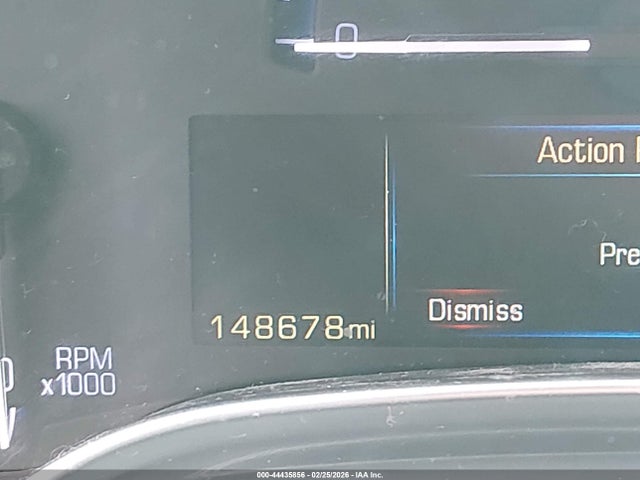 0
Action
Pre
Dismiss
148678mi
RPM
x1000
000-44435856 - 02/25/2026 - IAA Inc.